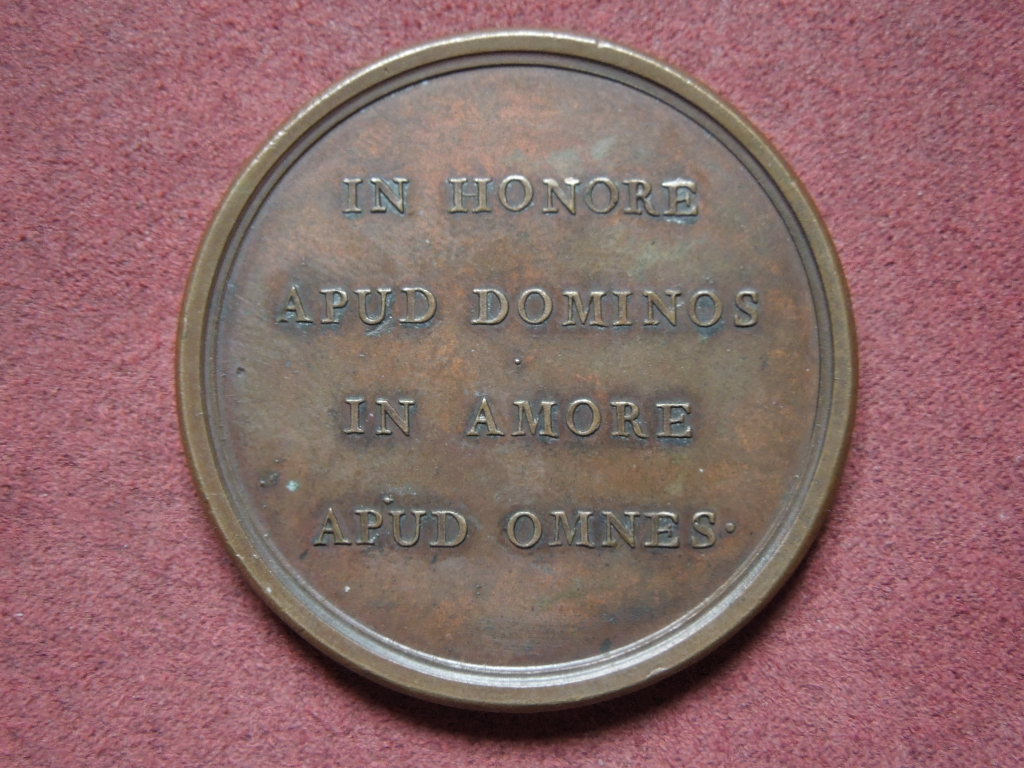 IN HONORE
APUD DOMINOS
IN AMORE
APUD OMNES·